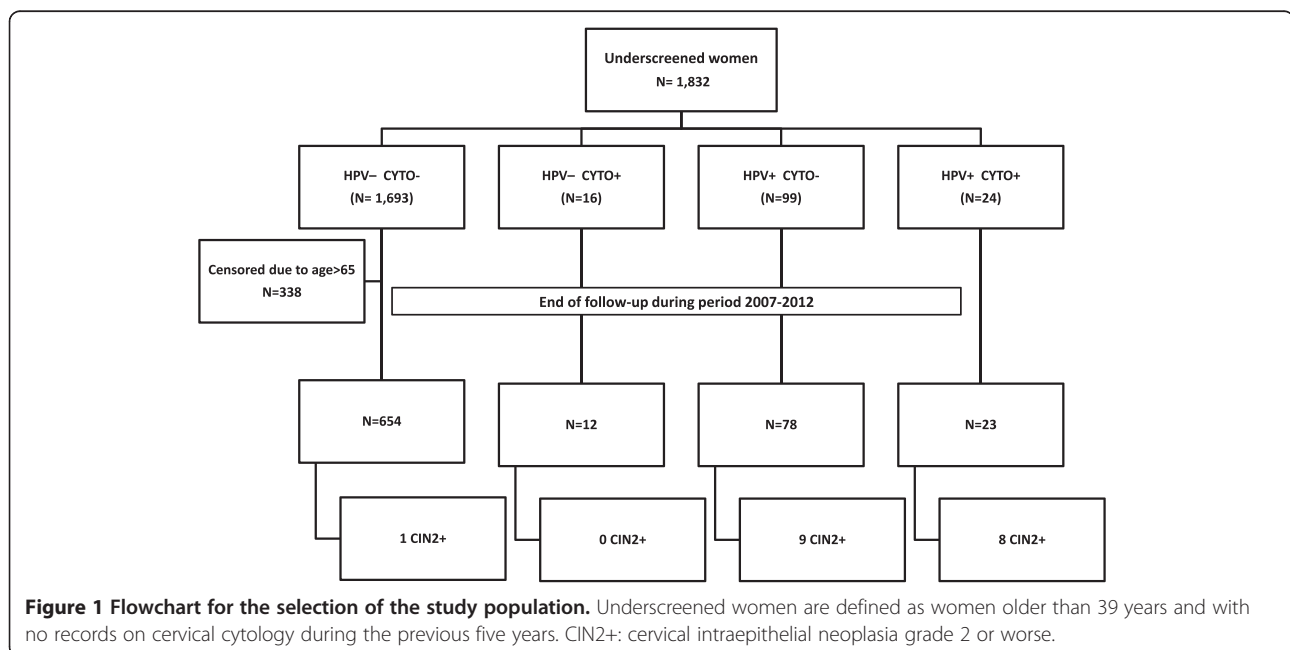 Underscreened women
N= 1,832
HPV– CYTO-
(N= 1,693)
HPV– CYTO+
(N=16)
HPV+ CYTO-
(N=99)
HPV+ CYTO+
(N=24)
Censored due to age>65
N=338
End of follow-up during period 2007-2012
N=654
N=12
N=78
N=23
1 CIN2+
0 CIN2+
9 CIN2+
8 CIN2+
Figure 1 Flowchart for the selection of the study population. Underscreened women are defined as women older than 39 years and with
no records on cervical cytology during the previous five years. CIN2+: cervical intraepithelial neoplasia grade 2 or worse.